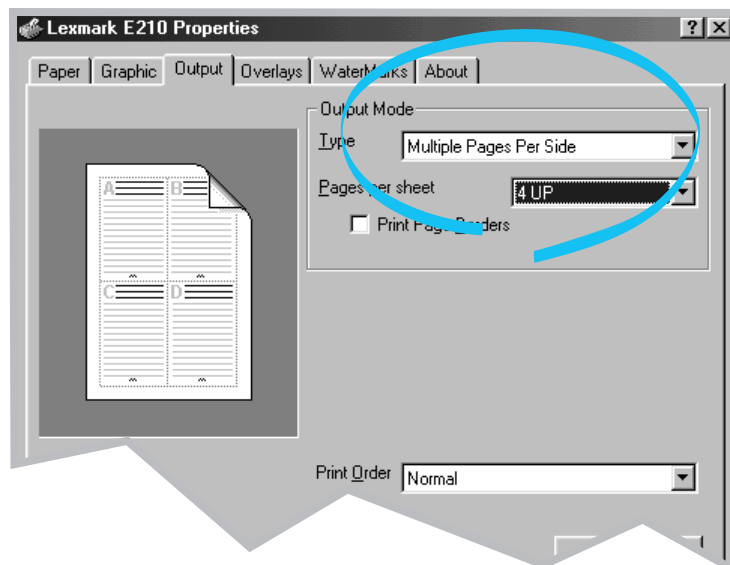 Lexmark E210 Properties
Paper Graphic Output Overlays WaterMarks About
Output Mode
Type Multiple Pages Per Side
Pages per sheet 4 UP
Print Page Borders
A B
C D
Print Order Normal